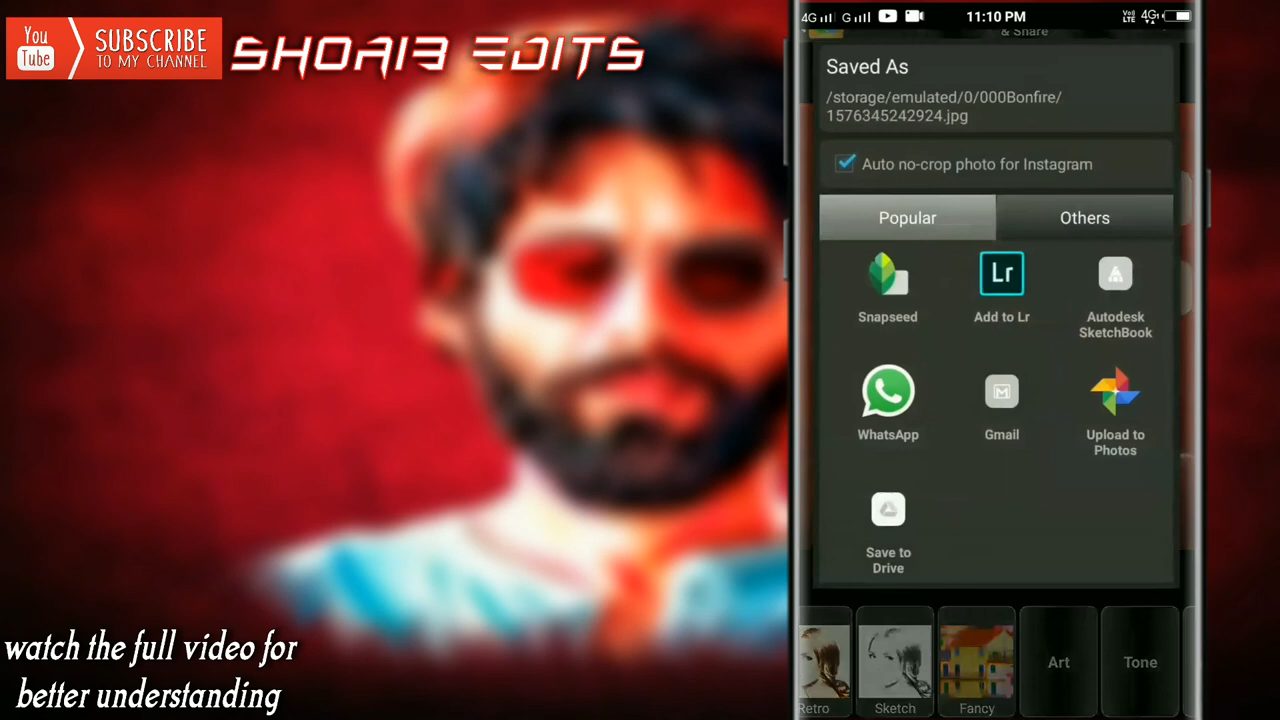 You
Tube
SUBSCRIBE
TO MY CHANNEL
SHOAIB EDITS
4G G 11:10 PM VoLTE 4G
& Share
Saved As
/storage/emulated/0/000Bonfire/
1576345242924.jpg
Auto no-crop photo for Instagram
Popular Others
Snapseed
Lr
Add to Lr
Autodesk
SketchBook
WhatsApp
Gmail
Upload to
Photos
Save to
Drive
Retro Sketch Fancy Art Tone
watch the full video for
better understanding